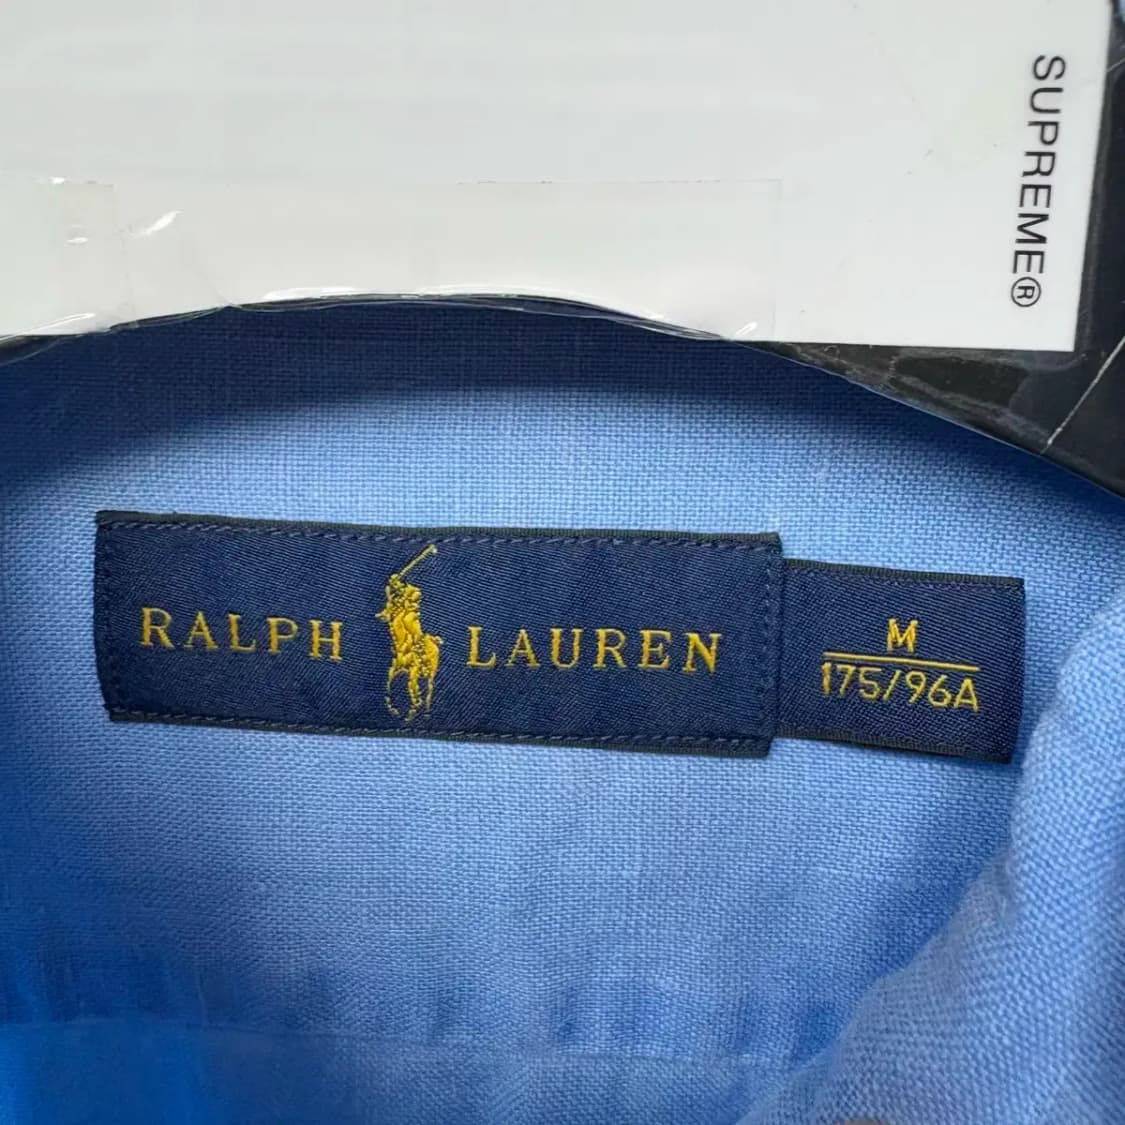 SUPREME®
RALPH LAUREN
M
175/96A